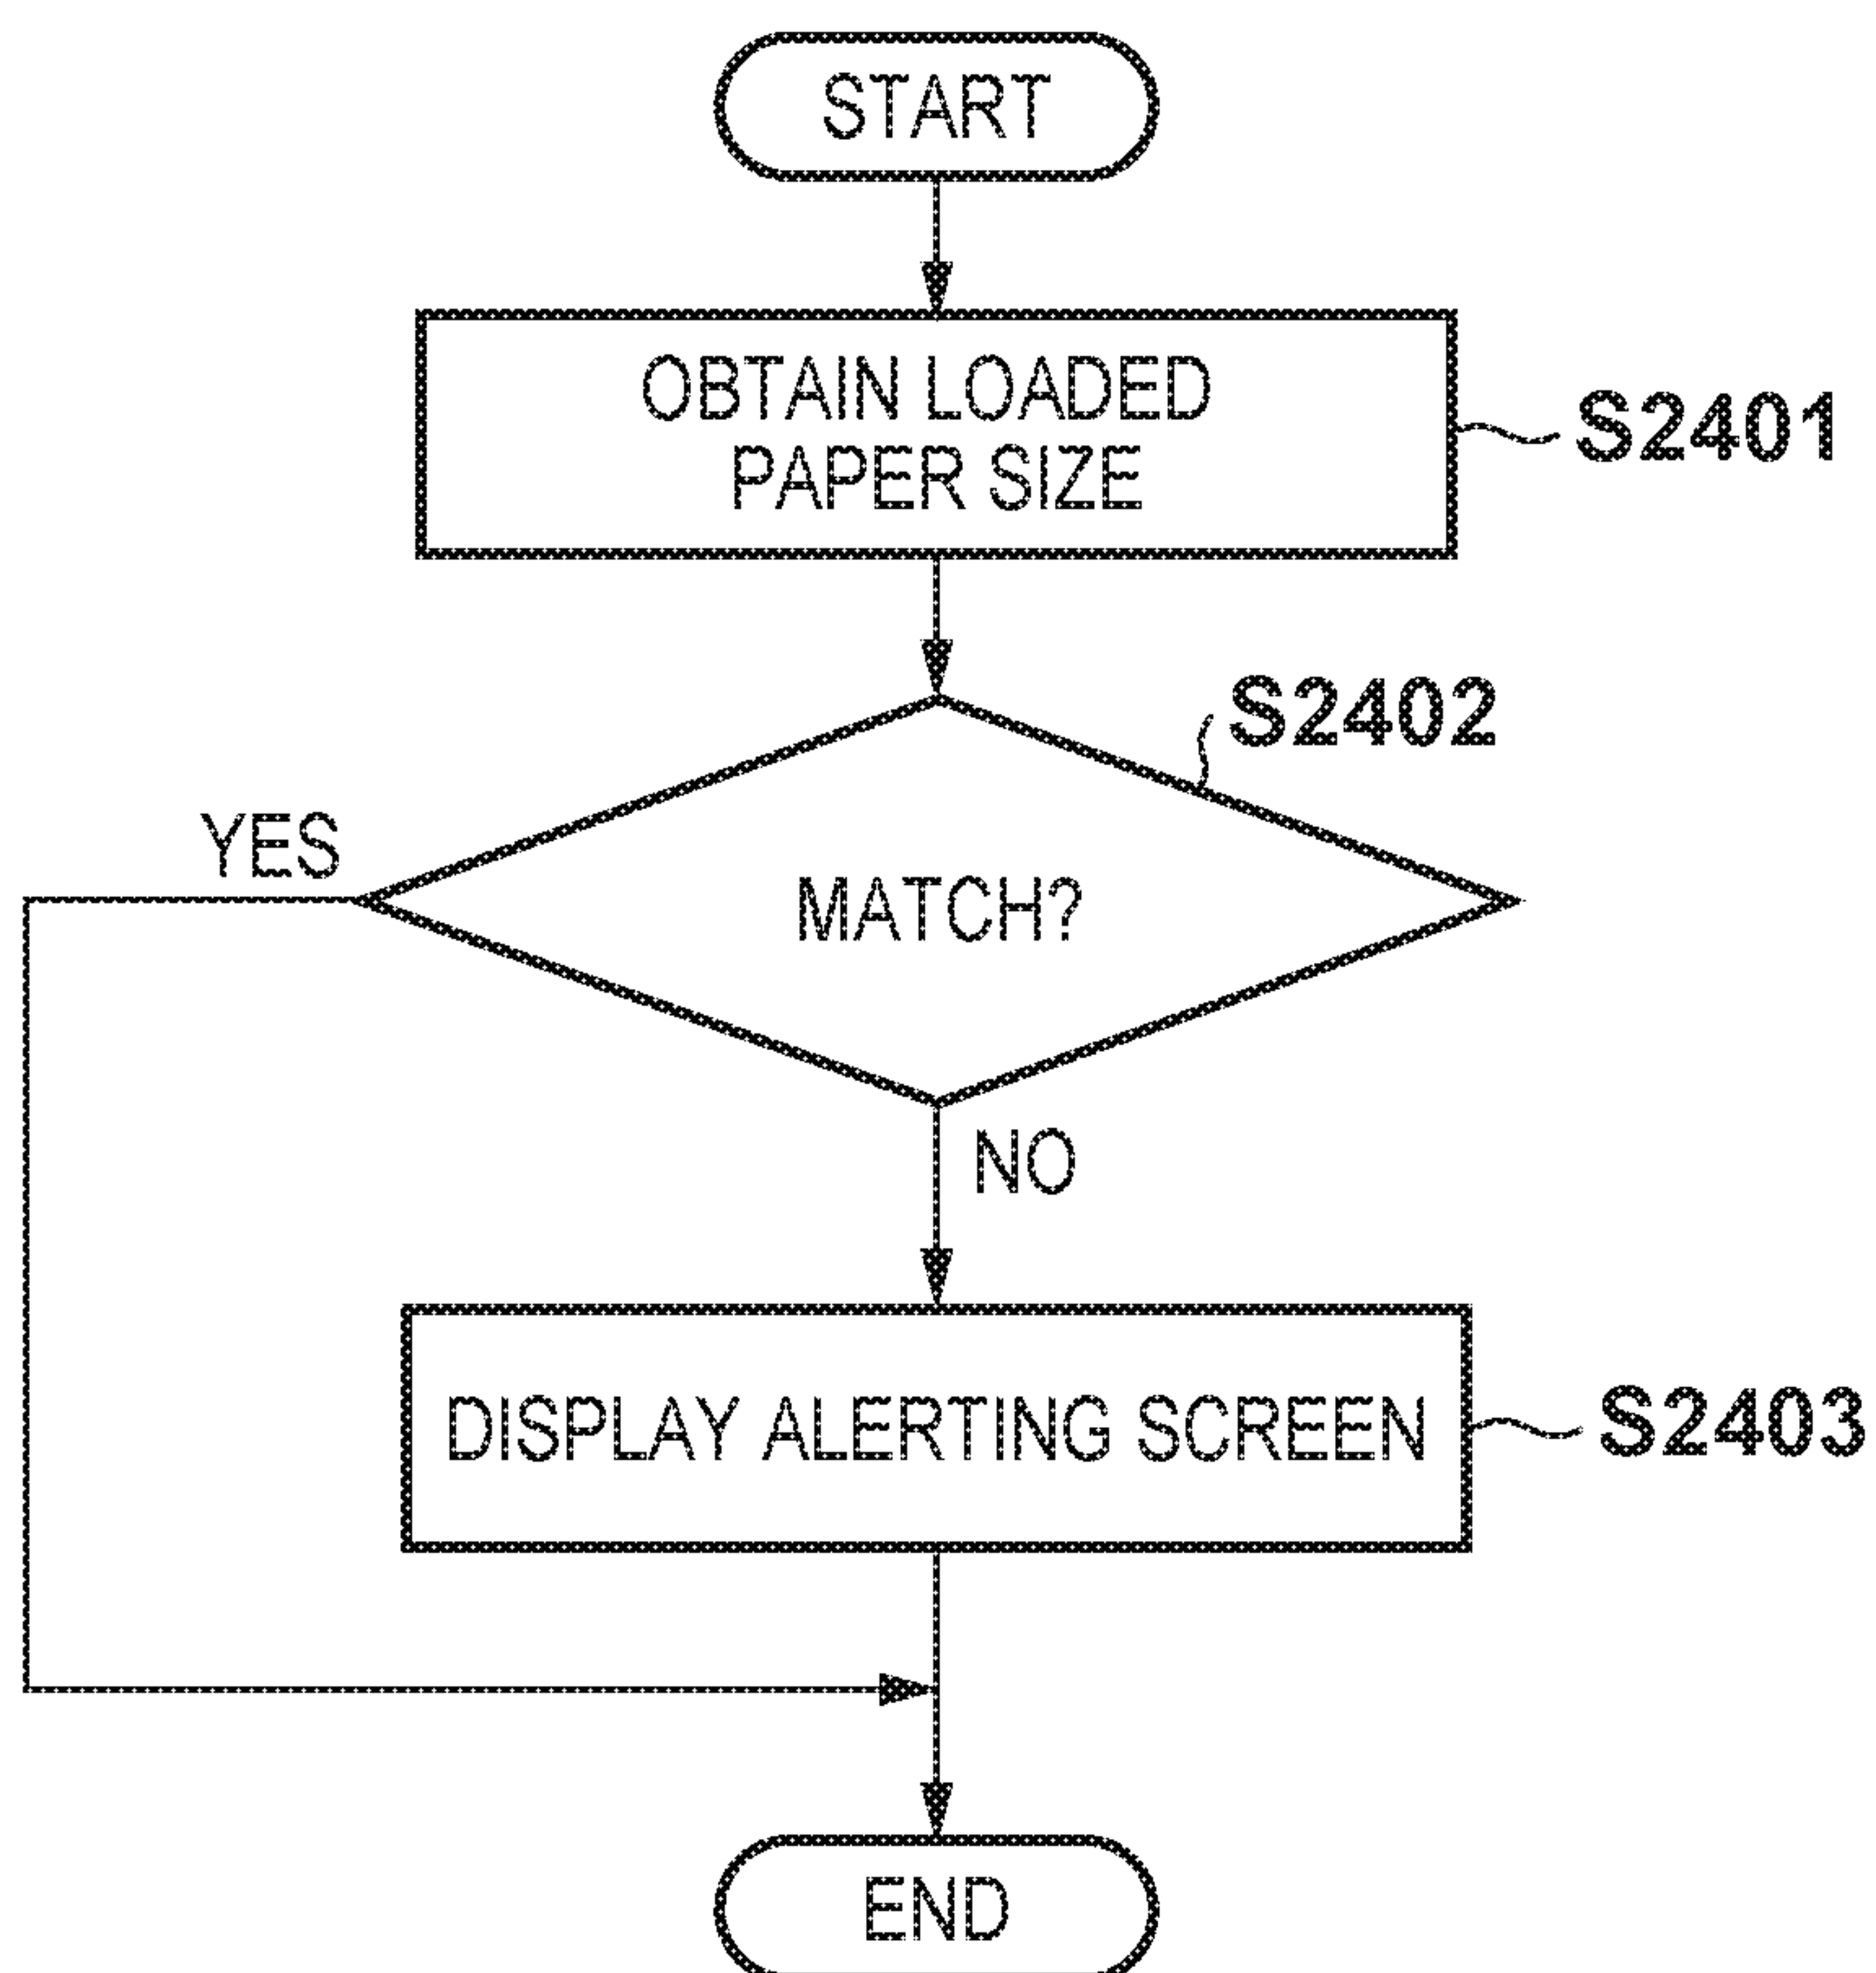 START
OBTAIN LOADED
PAPER SIZE
S2401
S2402
YES
MATCH?
NO
DISPLAY ALERTING SCREEN
S2403
END